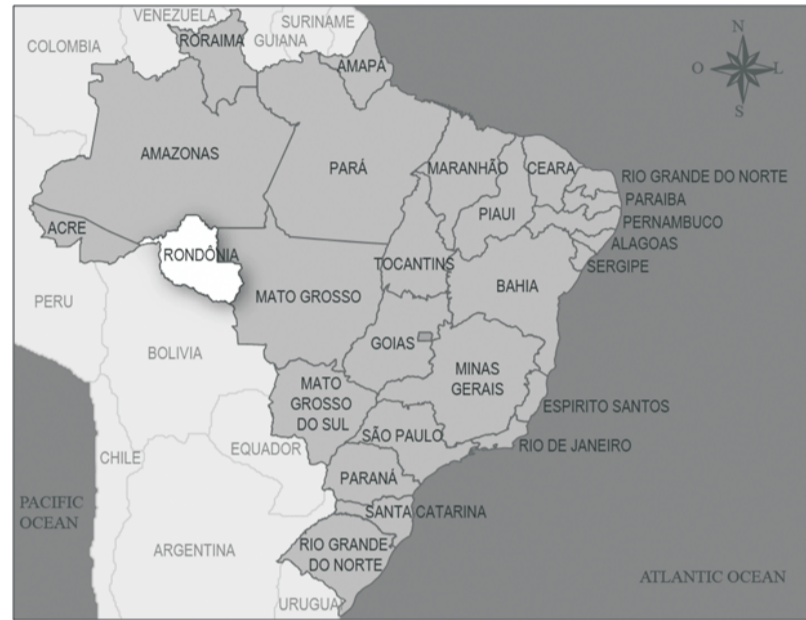 VENEZUELA
SURINAME
COLOMBIA
RORAIMA
GUIANA
AMAPÁ
N
O
L
S
AMAZONAS
PARÁ
MARANHÃO
CEARA
RIO GRANDE DO NORTE
PARAIBA
PIAUI
PERNAMBUCO
ACRE
ALAGOAS
RONDÔNIA
TOCANTINS
SERGIPE
BAHIA
MATO GROSSO
PERU
GOIAS
BOLIVIA
MINAS
GERAIS
MATO
GROSSO
DO SUL
ESPIRITO SANTOS
SÃO PAULO
RIO DE JANEIRO
EQUADOR
CHILE
PARANÁ
PACIFIC
OCEAN
SANTA CATARINA
ARGENTINA
RIO GRANDE
DO NORTE
ATLANTIC OCEAN
URUGUA